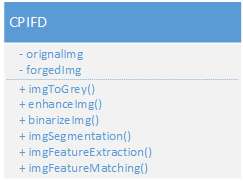 CPIFD
- orignalImg
- forgedImg
+ imgToGrey()
+ enhanceImg()
+ binarizeImg()
+ imgSegmentation()
+ imgFeatureExtraction()
+ imgFeatureMatching()